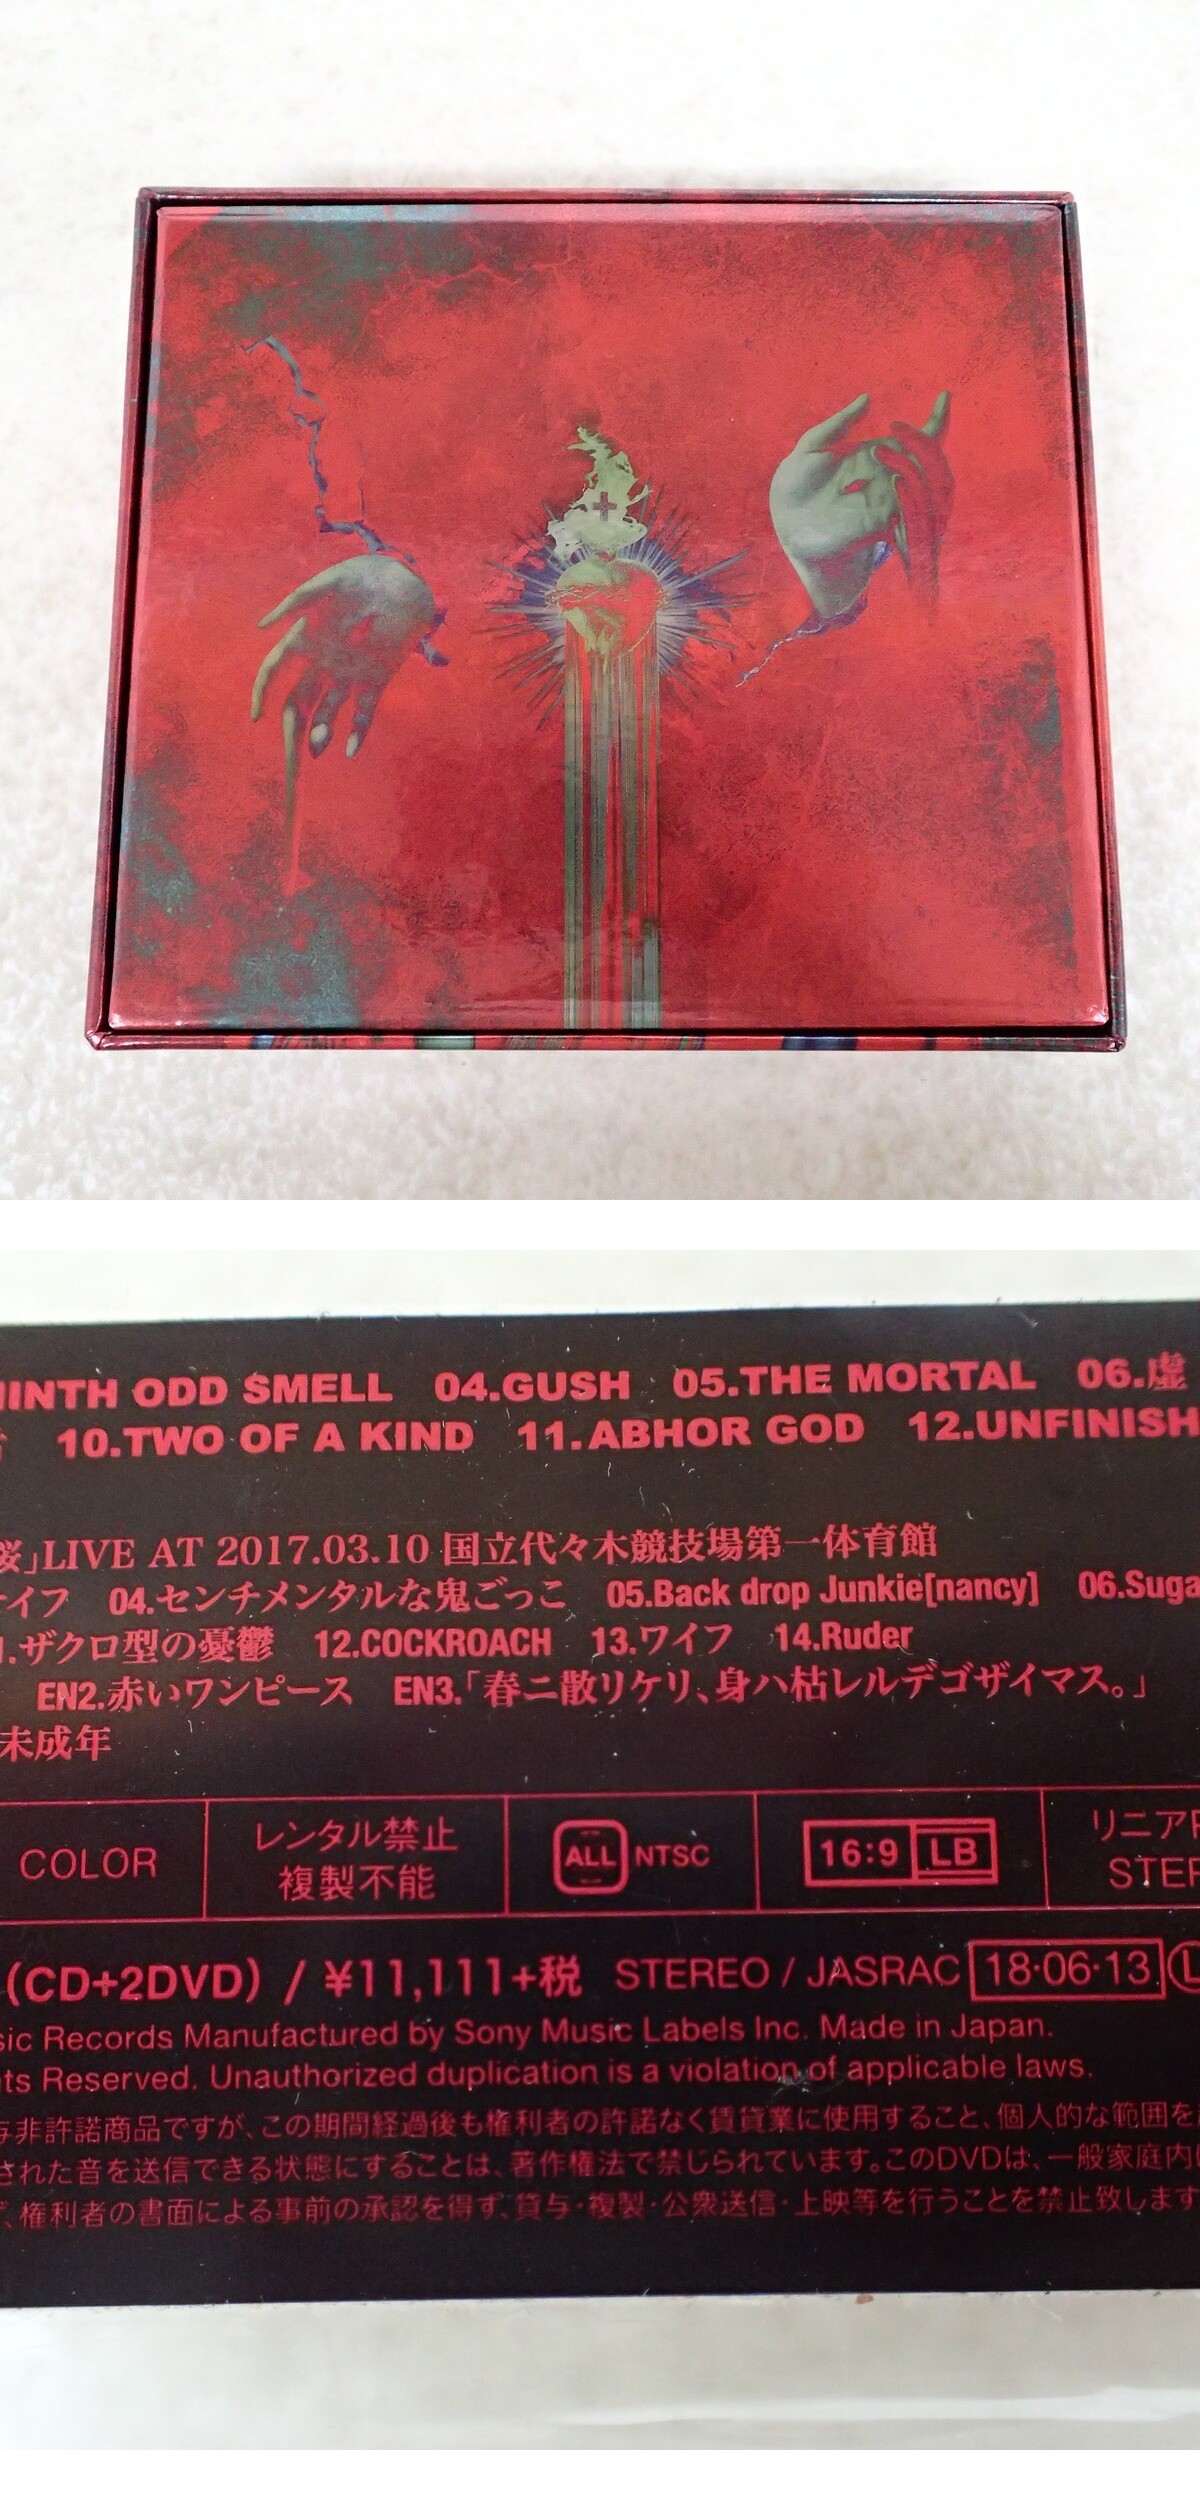 NINTH ODD SMELL 04.GUSH 05.THE MORTAL 06.虚
10.TWO OF A KIND 11.ABHOR GOD 12.UNFINISH
桜」LIVE AT 2017.03.10 国立代々木競技場第一体育館
ナイフ 04.センチメンタルな鬼ごっこ 05.Back drop Junkie[nancy] 06.Suga
1.ザクロ型の憂鬱 12.COCKROACH 13.ワイフ 14.Ruder
EN2.赤いワンピース EN3.「春ニ散リケリ、身ハ枯レルデゴザイマス。」
未成年
COLOR
レンタル禁止
複製不能
ALL NTSC
16:9 LB
リニアP
STER
(CD+2DVD) / ¥11,111+税 STEREO / JASRAC 18·06·13 L
sic Records Manufactured by Sony Music Labels Inc. Made in Japan.
ts Reserved. Unauthorized duplication is a violation of applicable laws.
与非許諾商品ですが、この期間経過後も権利者の許諾なく賃貸業に使用すること、個人的な範囲を
された音を送信できる状態にすることは、著作権法で禁じられています。このDVDは、一般家庭内
、権利者の書面による事前の承認を得ず、貸与・複製・公衆送信・上映等を行うことを禁止致します